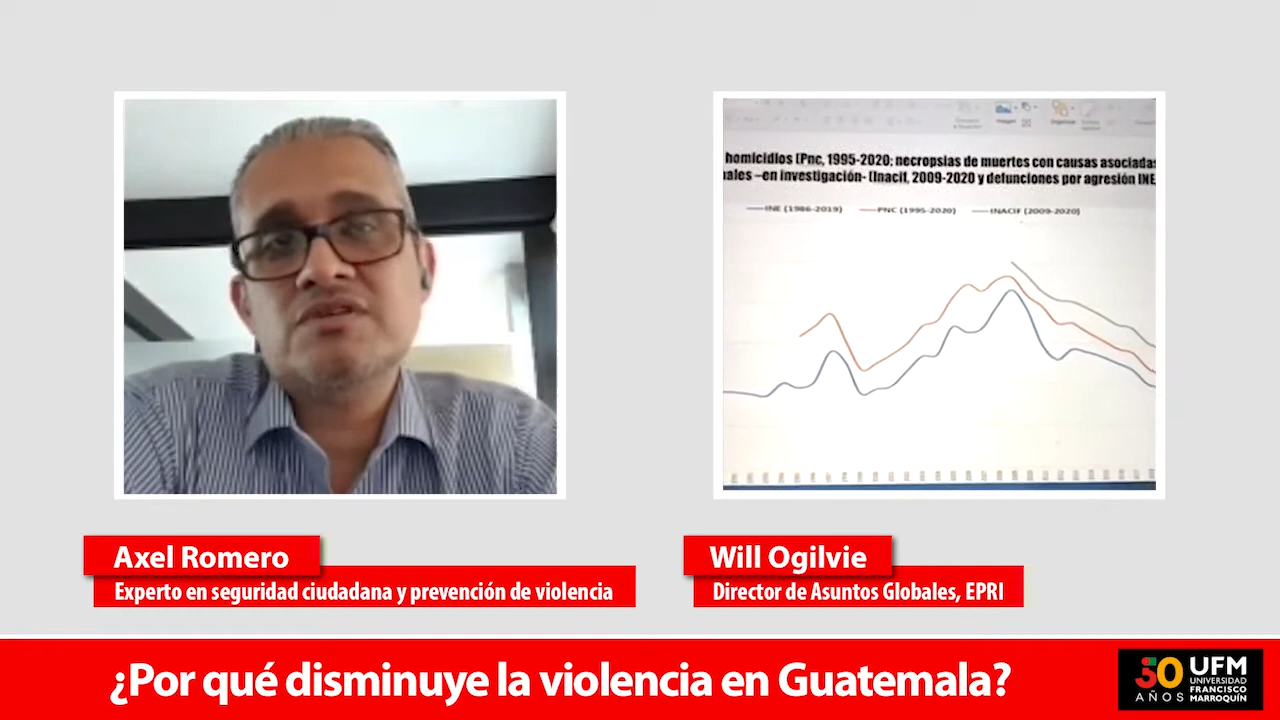 homicidios (Pnc, 1995-2020; necropsias de muertes con causas asociadas
nales –en investigación- (Inacif, 2009-2020 y defunciones por agresión INE,
INE (1986-2019) PNC (1995-2020) INACIF (2009-2020)
Axel Romero
Experto en seguridad ciudadana y prevención de violencia
Will Ogilvie
Director de Asuntos Globales, EPRI
¿Por qué disminuye la violencia en Guatemala?
50 AÑOS
UFM
UNIVERSIDAD
FRANCISCO
MARROQUÍN